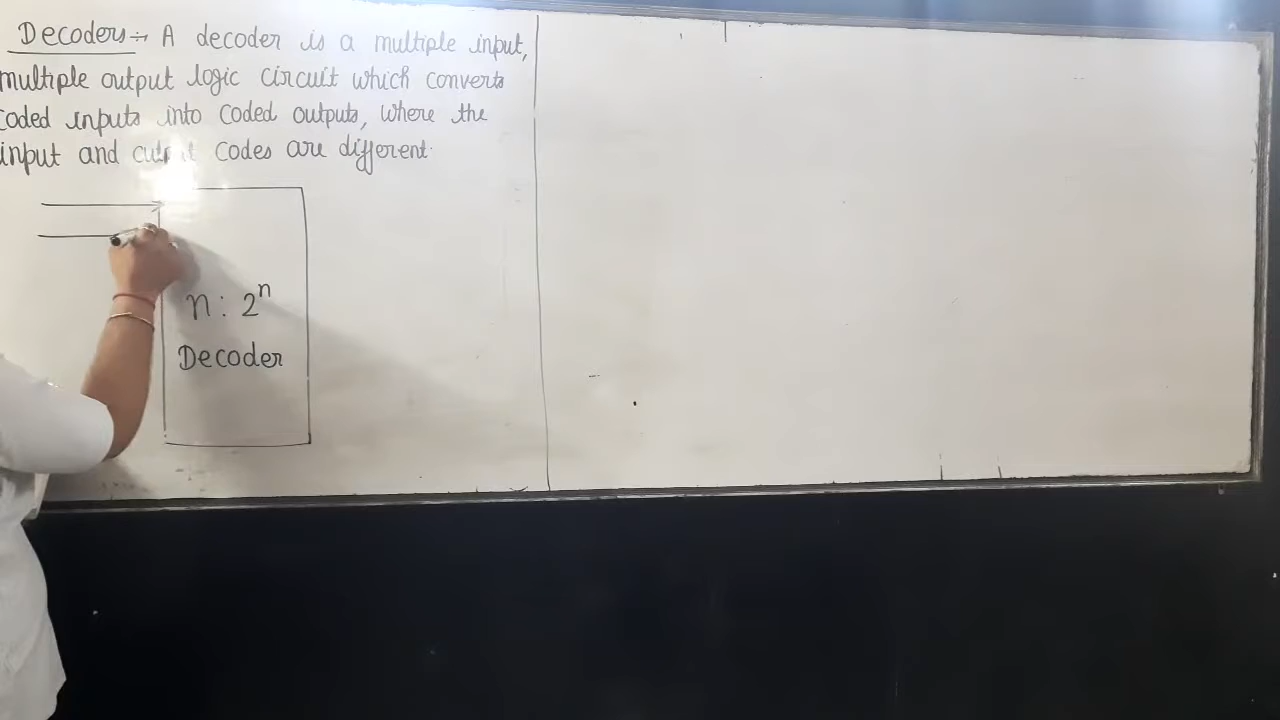 Decoders:- A decoder is a multiple input,
multiple output logic circuit which converts
coded inputs into coded outputs, where the
input and output codes are different.
n : 2ⁿ
Decoder